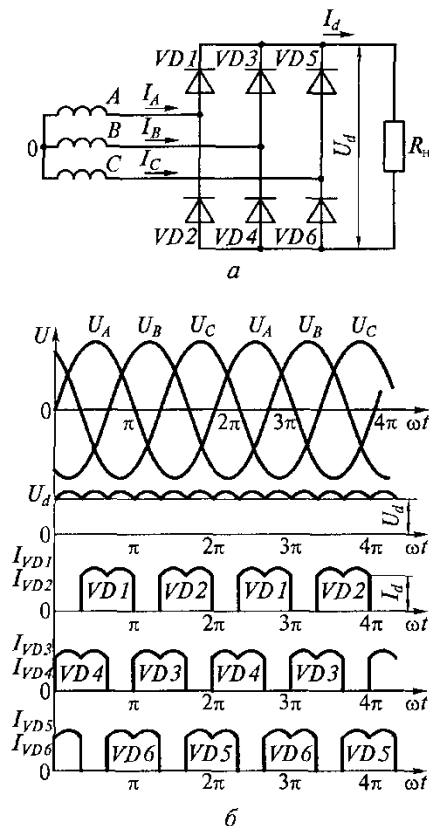 I_d
VD1 VD3 VD5
A I_A
B I_B
0
C I_C
U_d
R_н
VD2 VD4 VD6
а
U U_A U_B U_C U_A U_B U_C
0 π 2π 3π 4π ωt
U_d
U_d
0 π 2π 3π 4π ωt
I_VD1
I_VD2 VD1 VD2 VD1 VD2 I_d
0 π 2π 3π 4π ωt
I_VD3
I_VD4 VD4 VD3 VD4 VD3
0 π 2π 3π 4π ωt
I_VD5
I_VD6 VD6 VD5 VD6 VD5
0 π 2π 3π 4π ωt
б